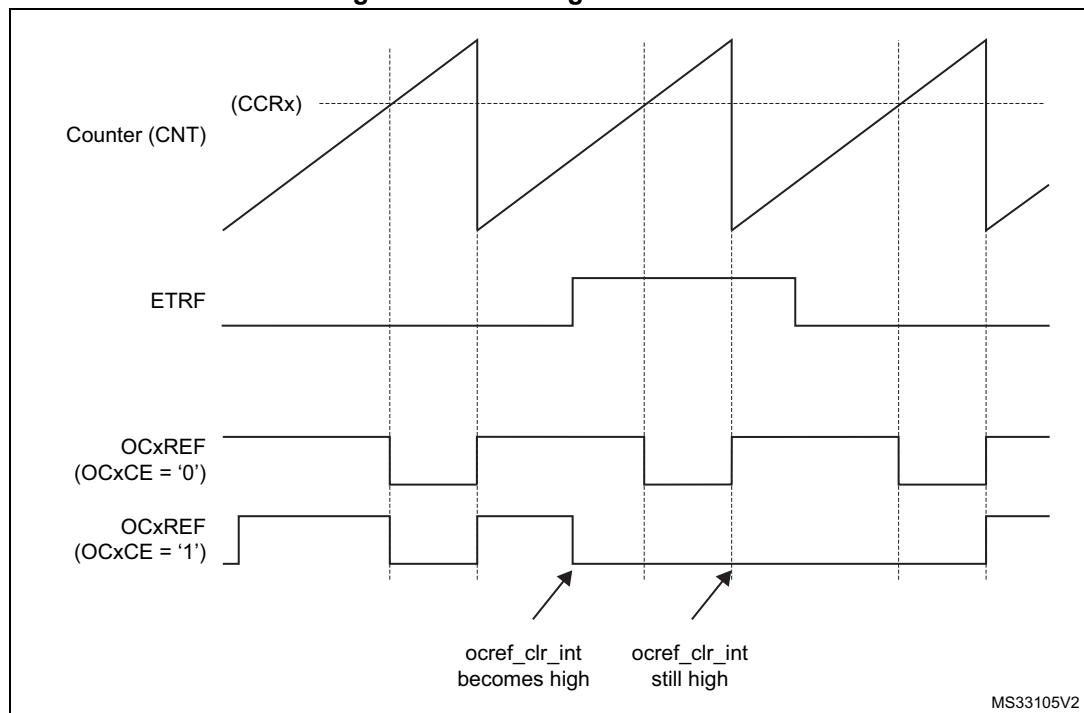 (CCRx)
Counter (CNT)
ETRF
OCxREF
(OCxCE = ‘0’)
OCxREF
(OCxCE = ‘1’)
ocref_clr_int
becomes high
ocref_clr_int
still high
MS33105V2